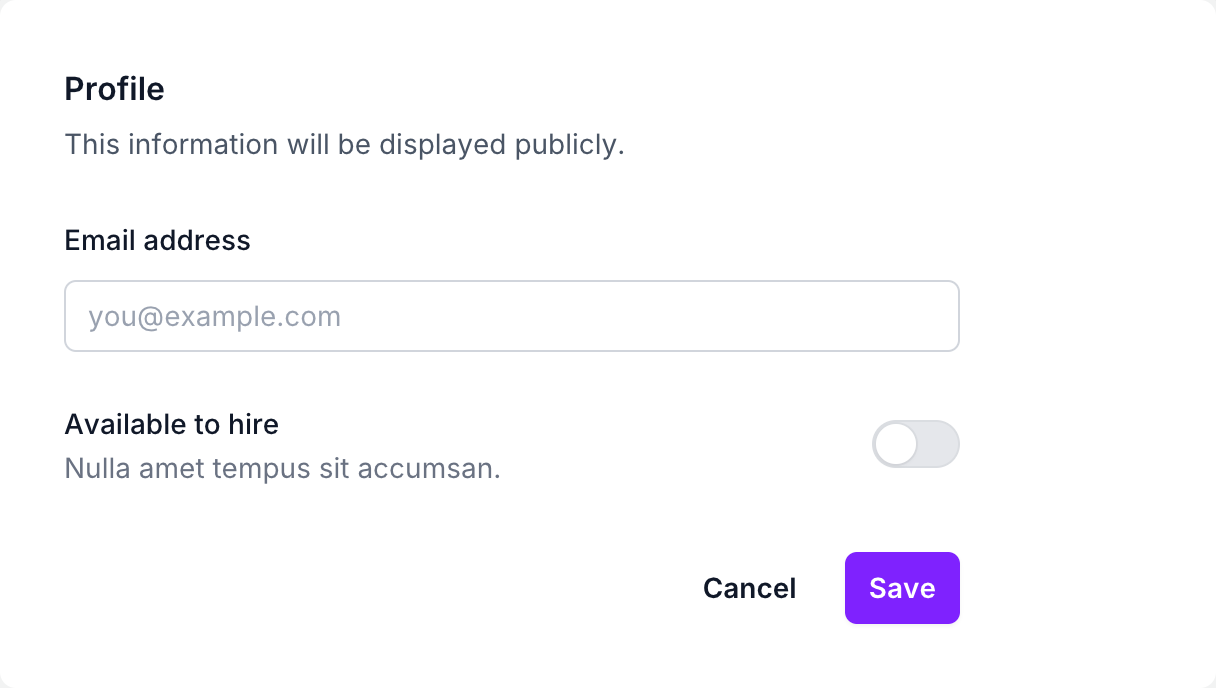 Profile
This information will be displayed publicly.
Email address
you@example.com
Available to hire
Nulla amet tempus sit accumsan.
Cancel
Save